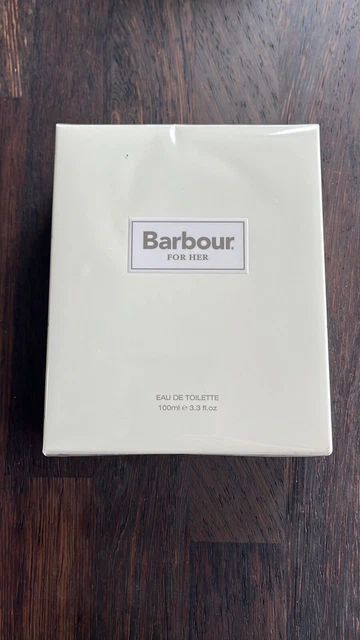 Barbour.
FOR HER
EAU DE TOILETTE
100ml e 3.3 fl.oz